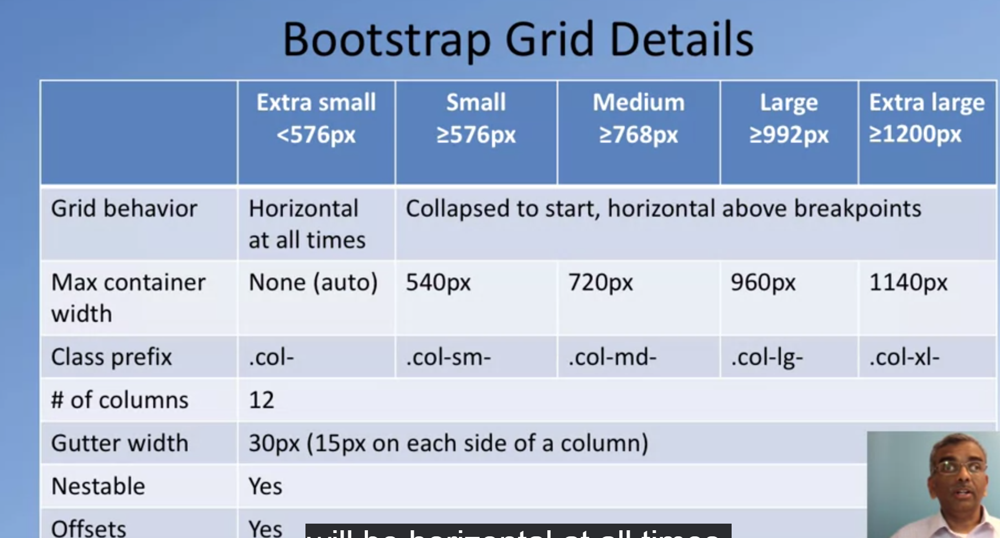 Bootstrap Grid Details
Extra small Small Medium Large Extra large
<576px ≥576px ≥768px ≥992px ≥1200px
Grid behavior Horizontal Collapsed to start, horizontal above breakpoints
at all times
Max container None (auto) 540px 720px 960px 1140px
width
Class prefix .col- .col-sm- .col-md- .col-lg- .col-xl-
# of columns 12
Gutter width 30px (15px on each side of a column)
Nestable Yes
Offsets Yes
will be horizontal at all times